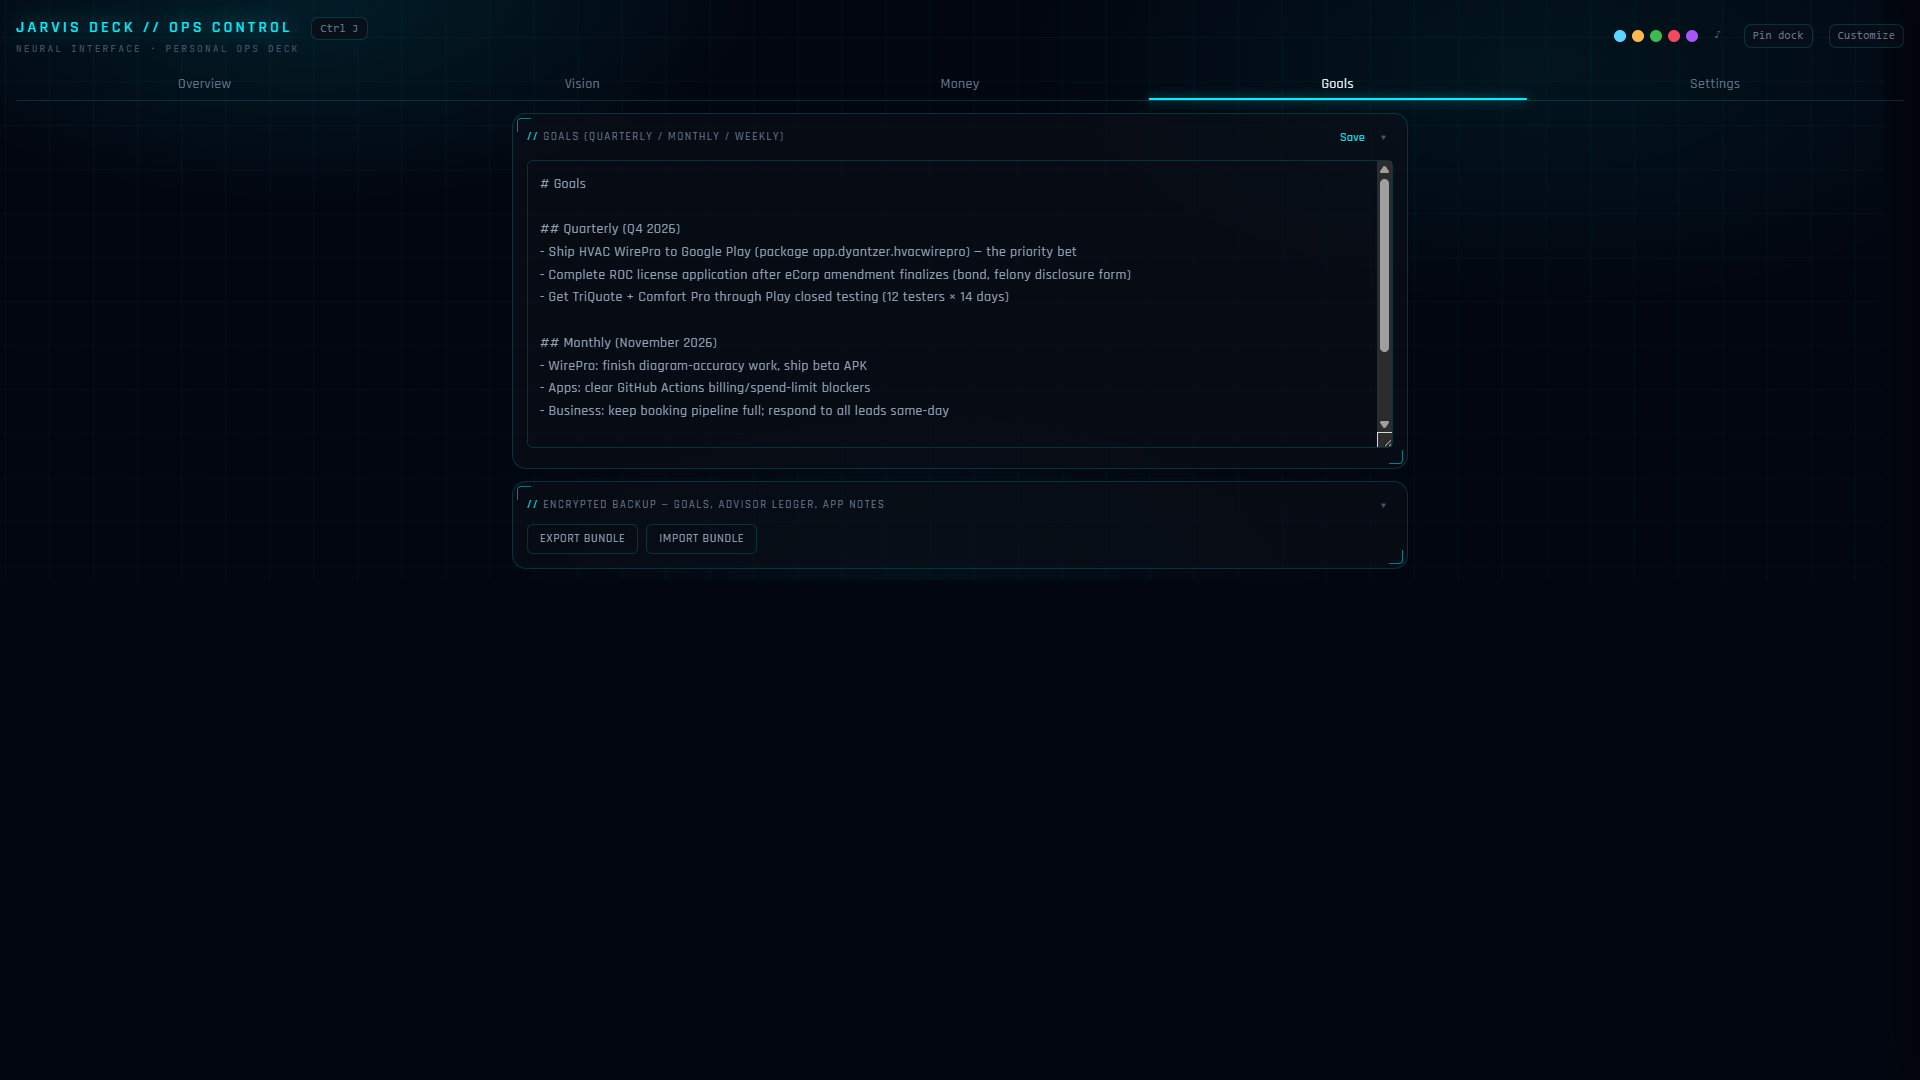 JARVIS DECK // OPS CONTROL
Ctrl J
NEURAL INTERFACE · PERSONAL OPS DECK
♪
Pin dock
Customize
Overview
Vision
Money
Goals
Settings
// GOALS (QUARTERLY / MONTHLY / WEEKLY)
Save
# Goals
## Quarterly (Q4 2026)
- Ship HVAC WirePro to Google Play (package app.dyantzer.hvacwirepro) — the priority bet
- Complete ROC license application after eCorp amendment finalizes (bond, felony disclosure form)
- Get TriQuote + Comfort Pro through Play closed testing (12 testers × 14 days)
## Monthly (November 2026)
- WirePro: finish diagram-accuracy work, ship beta APK
- Apps: clear GitHub Actions billing/spend-limit blockers
- Business: keep booking pipeline full; respond to all leads same-day
// ENCRYPTED BACKUP — GOALS, ADVISOR LEDGER, APP NOTES
EXPORT BUNDLE
IMPORT BUNDLE